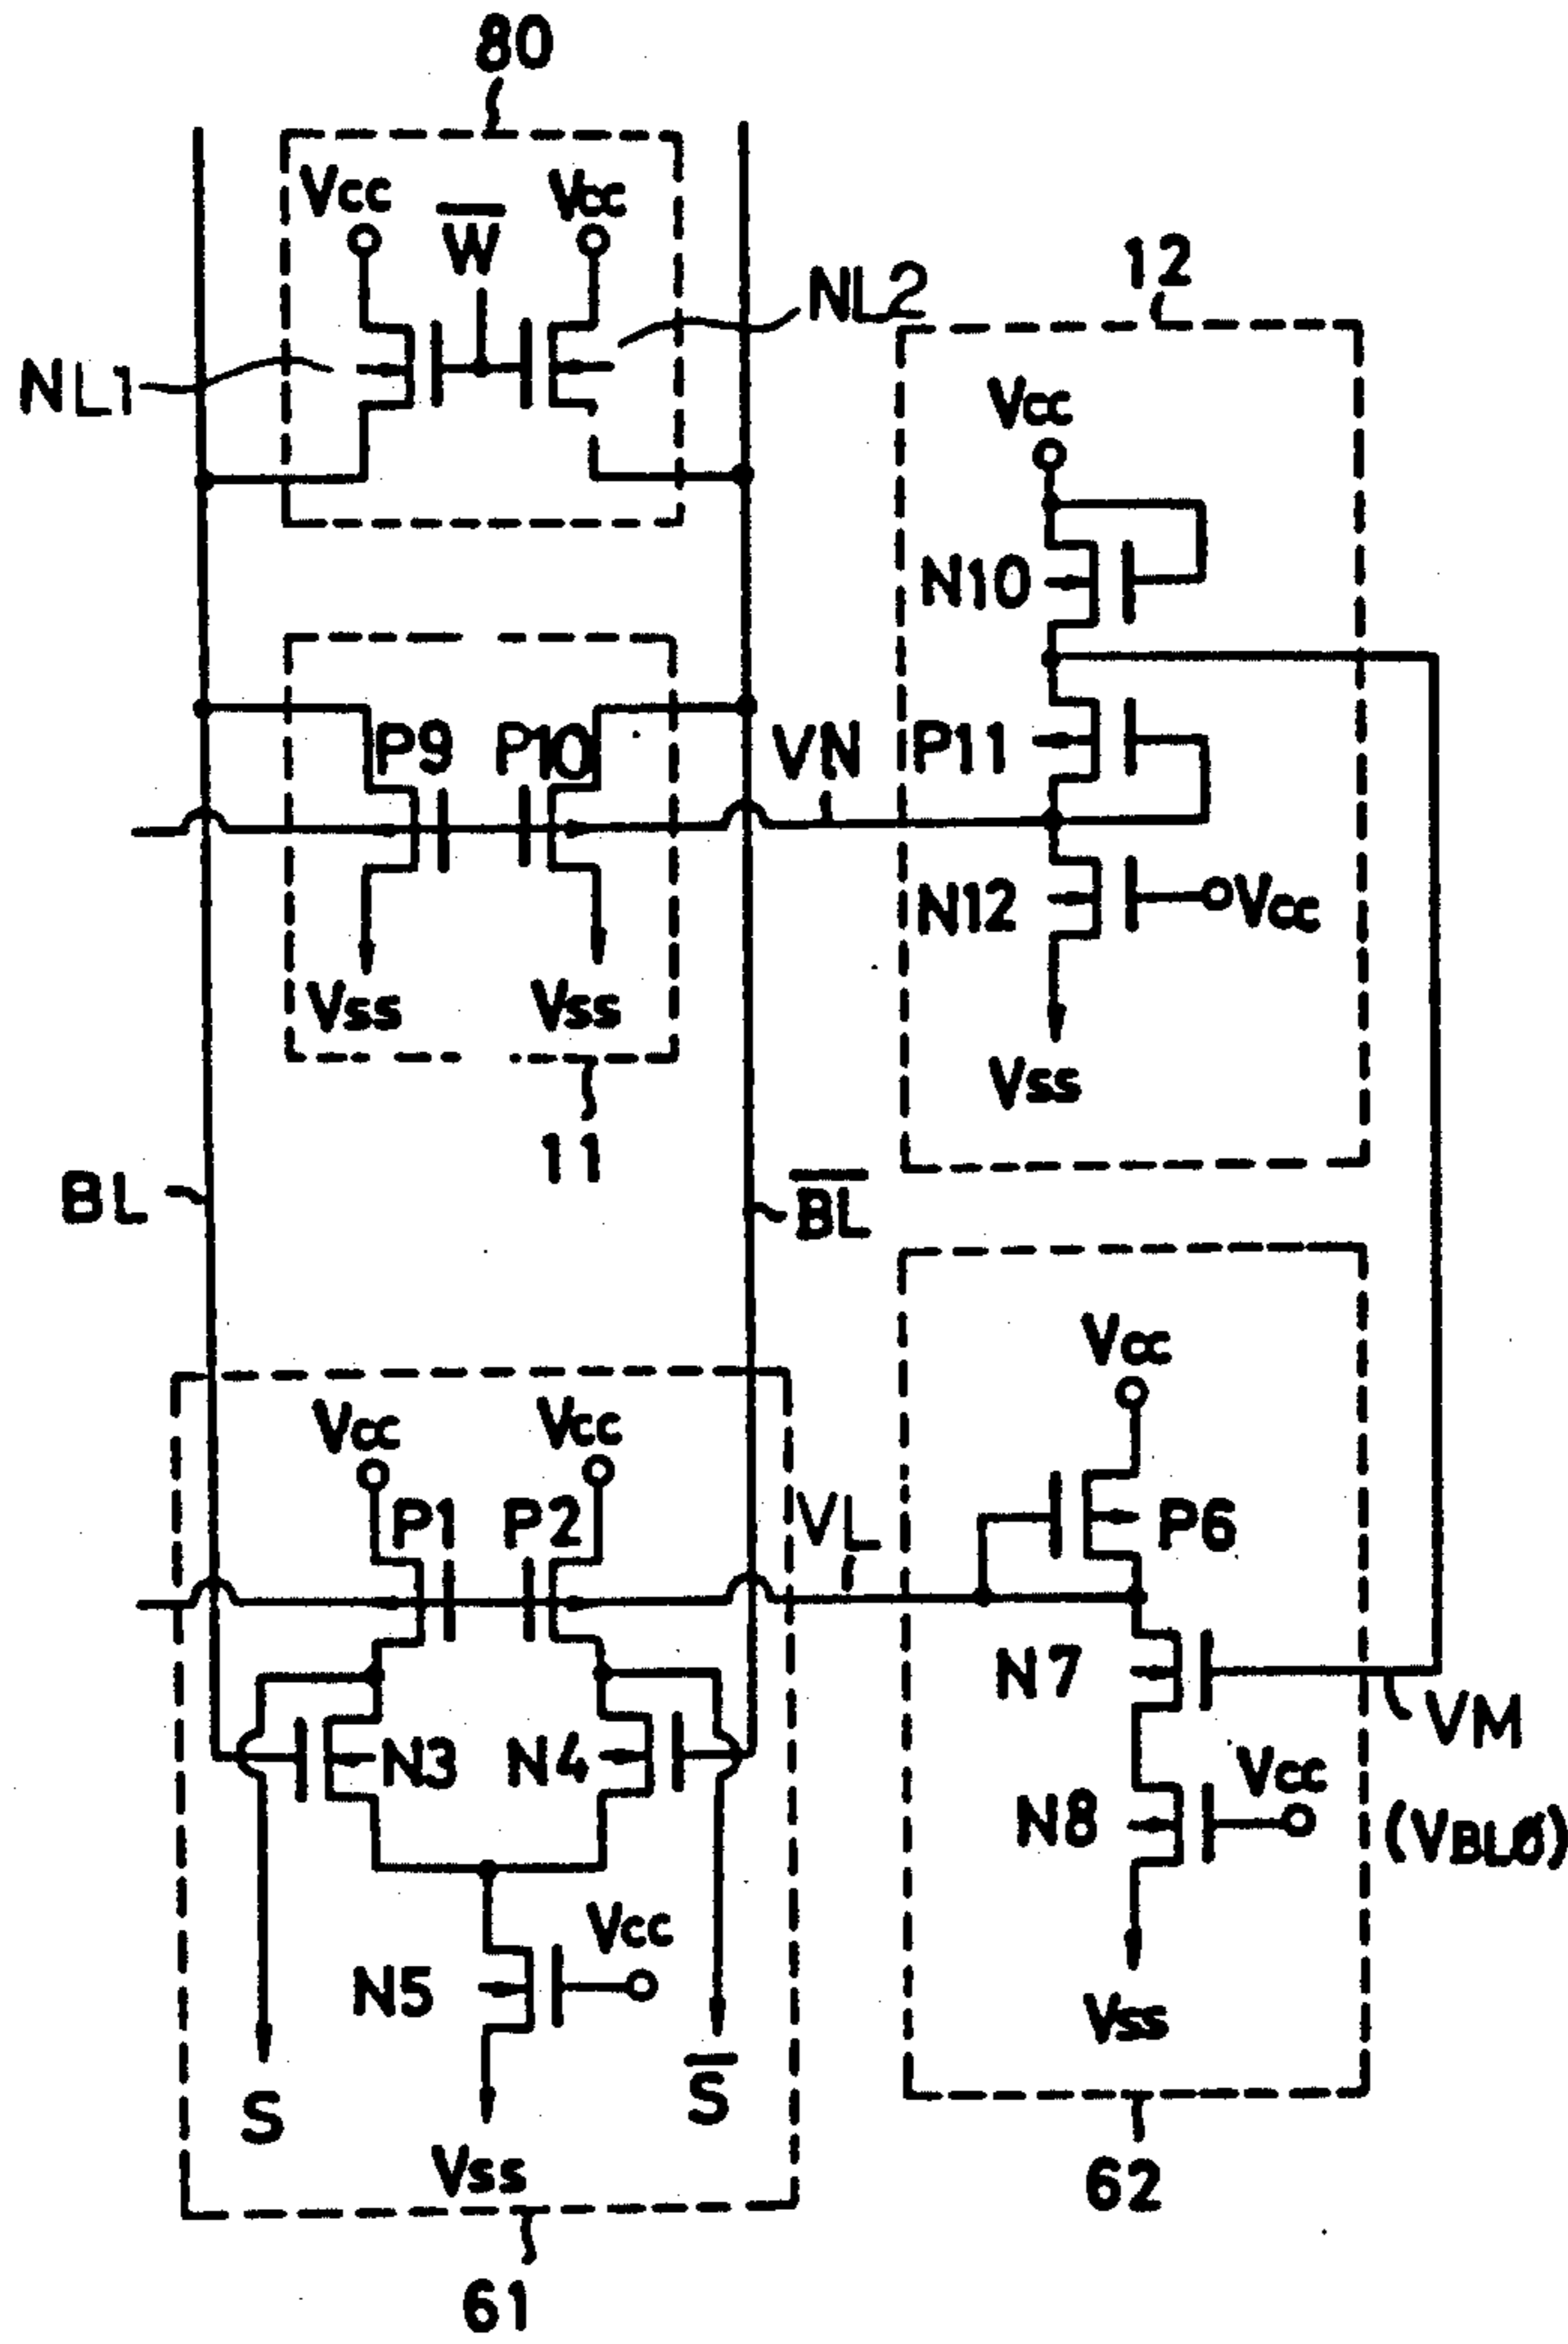 80
Vcc
W̅
Vcc
NL1
NL2
12
Vcc
N10
P9
P10
VN
P11
N12
Vcc
Vss
Vss
Vss
11
BL
B̅L̅
Vcc
Vcc
Vcc
P1
P2
VL
P6
N7
N3
N4
VM
N8
Vcc
(VBLØ)
Vcc
N5
Vss
S
S̅
Vss
62
61